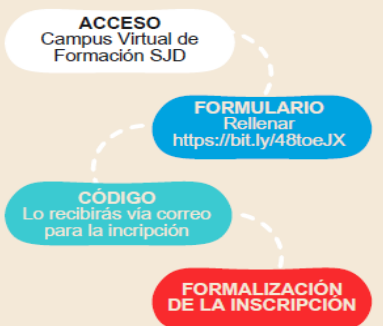 ACCESO
Campus Virtual de
Formación SJD
FORMULARIO
Rellenar
https://bit.ly/48toeJX
CÓDIGO
Lo recibirás vía correo
para la incripción
FORMALIZACIÓN
DE LA INSCRIPCIÓN